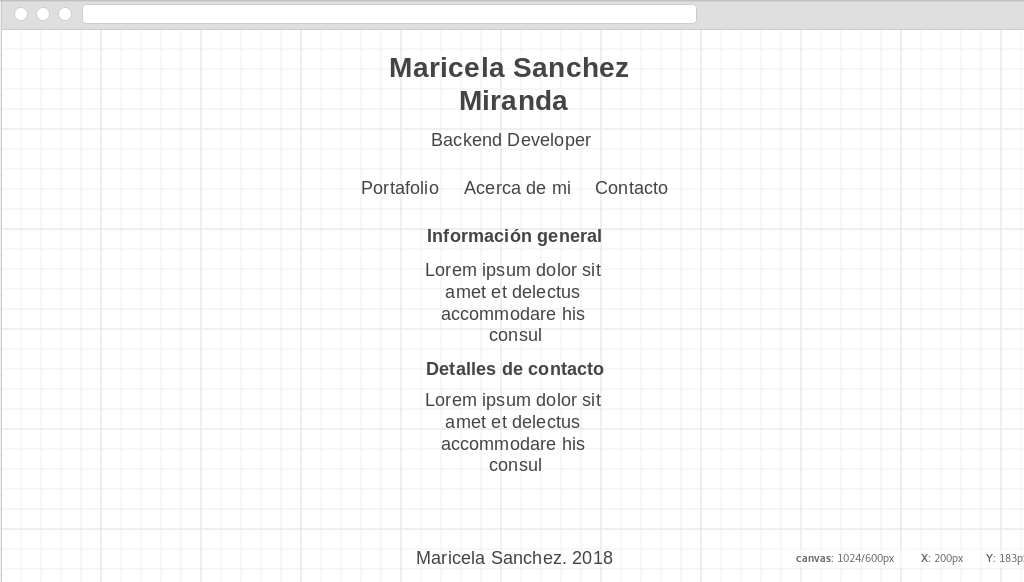 Maricela Sanchez
Miranda
Backend Developer
Portafolio Acerca de mi Contacto
Información general
Lorem ipsum dolor sit
amet et delectus
accommodare his
consul
Detalles de contacto
Lorem ipsum dolor sit
amet et delectus
accommodare his
consul
Maricela Sanchez. 2018
canvas: 1024/600px X: 200px Y: 183p